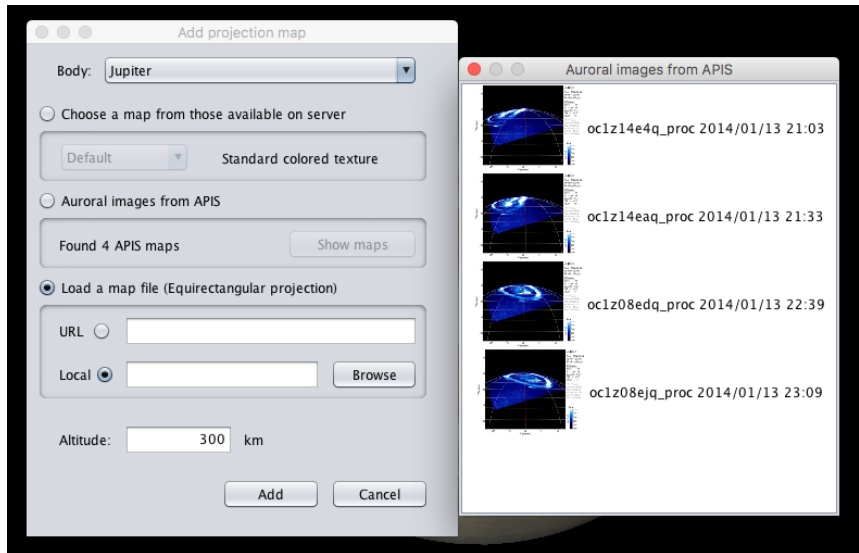 Add projection map
Body: Jupiter
Choose a map from those available on server
Default Standard colored texture
Auroral images from APIS
Found 4 APIS maps Show maps
Load a map file (Equirectangular projection)
URL
Local Browse
Altitude: 300 km
Add Cancel
Auroral images from APIS
oc1z14e4q_proc 2014/01/13 21:03
oc1z14eaq_proc 2014/01/13 21:33
oc1z08edq_proc 2014/01/13 22:39
oc1z08ejq_proc 2014/01/13 23:09